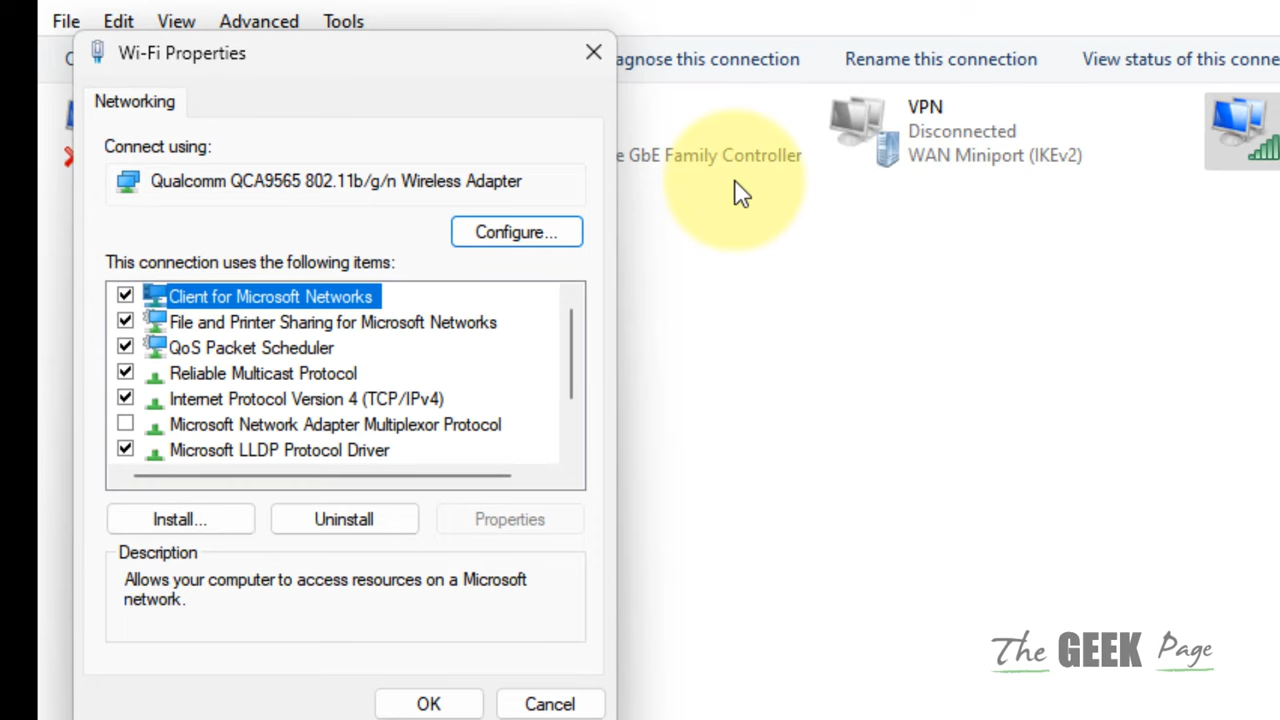 File Edit View Advanced Tools
Wi-Fi Properties
agnose this connection Rename this connection View status of this conne
Networking
VPN
Disconnected
WAN Miniport (IKEv2)
e GbE Family Controller
Connect using:
Qualcomm QCA9565 802.11b/g/n Wireless Adapter
Configure...
This connection uses the following items:
Client for Microsoft Networks
File and Printer Sharing for Microsoft Networks
QoS Packet Scheduler
Reliable Multicast Protocol
Internet Protocol Version 4 (TCP/IPv4)
Microsoft Network Adapter Multiplexor Protocol
Microsoft LLDP Protocol Driver
Install... Uninstall Properties
Description
Allows your computer to access resources on a Microsoft
network.
OK Cancel
The GEEK Page